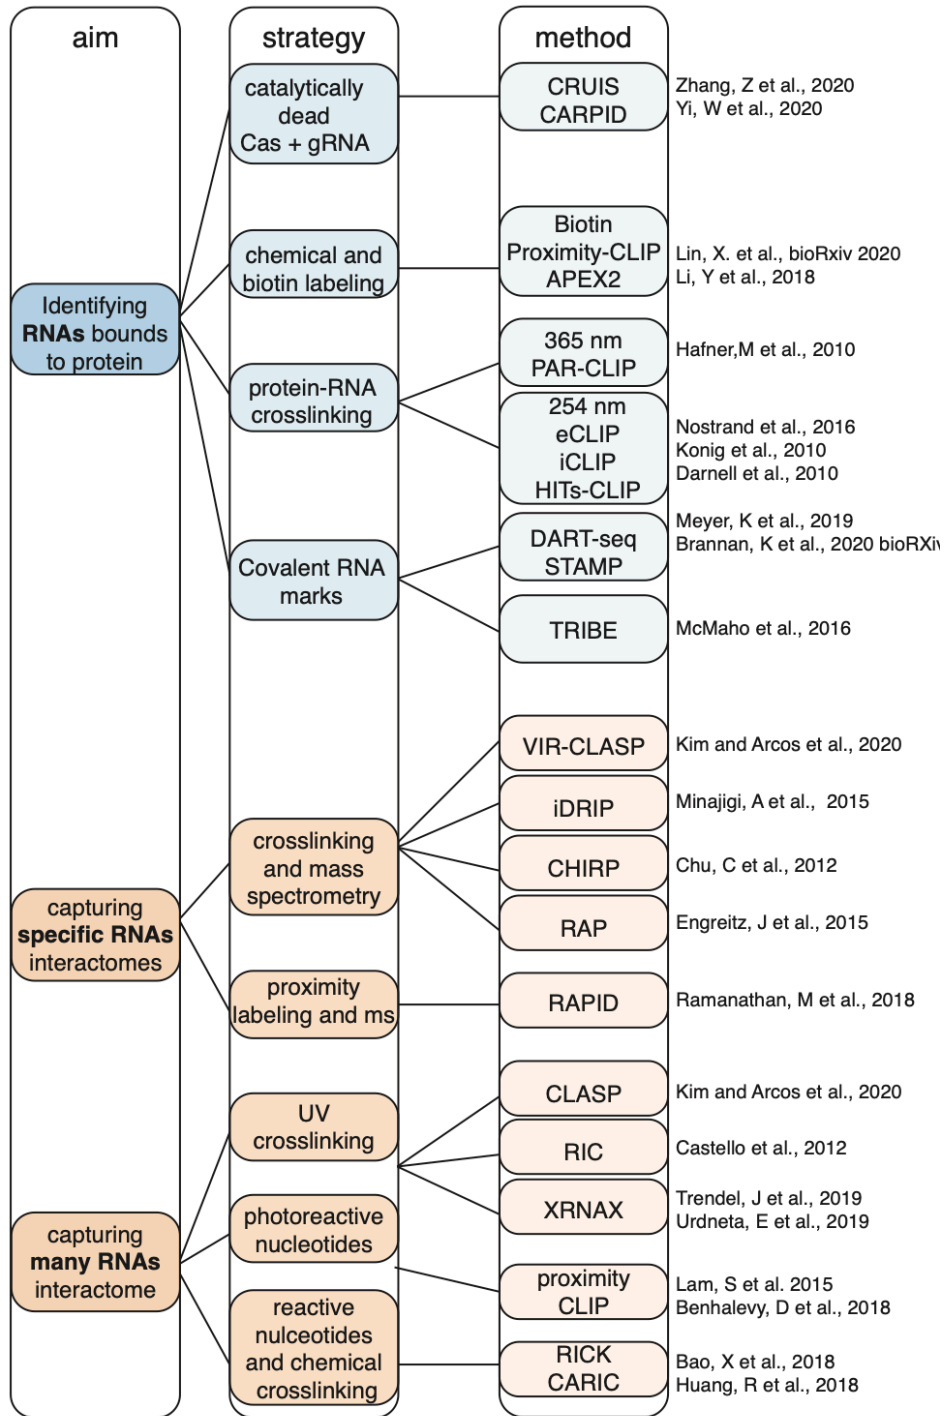 aim
strategy
method
Identifying
RNAs bounds
to protein
catalytically
dead
Cas + gRNA
CRUIS
CARPID
Zhang, Z et al., 2020
Yi, W et al., 2020
chemical and
biotin labeling
Biotin
Proximity-CLIP
APEX2
Lin, X. et al., bioRxiv 2020
Li, Y et al., 2018
protein-RNA
crosslinking
365 nm
PAR-CLIP
Hafner,M et al., 2010
254 nm
eCLIP
iCLIP
HITs-CLIP
Nostrand et al., 2016
Konig et al., 2010
Darnell et al., 2010
Covalent RNA
marks
DART-seq
STAMP
Meyer, K et al., 2019
Brannan, K et al., 2020 bioRXiv
TRIBE
McMaho et al., 2016
capturing
specific RNAs
interactomes
crosslinking
and mass
spectrometry
VIR-CLASP
Kim and Arcos et al., 2020
iDRIP
Minajigi, A et al., 2015
CHIRP
Chu, C et al., 2012
RAP
Engreitz, J et al., 2015
proximity
labeling and ms
RAPID
Ramanathan, M et al., 2018
capturing
many RNAs
interactome
UV
crosslinking
CLASP
Kim and Arcos et al., 2020
RIC
Castello et al., 2012
XRNAX
Trendel, J et al., 2019
Urdneta, E et al., 2019
photoreactive
nucleotides
proximity
CLIP
Lam, S et al. 2015
Benhalevy, D et al., 2018
reactive
nulceotides
and chemical
crosslinking
RICK
CARIC
Bao, X et al., 2018
Huang, R et al., 2018